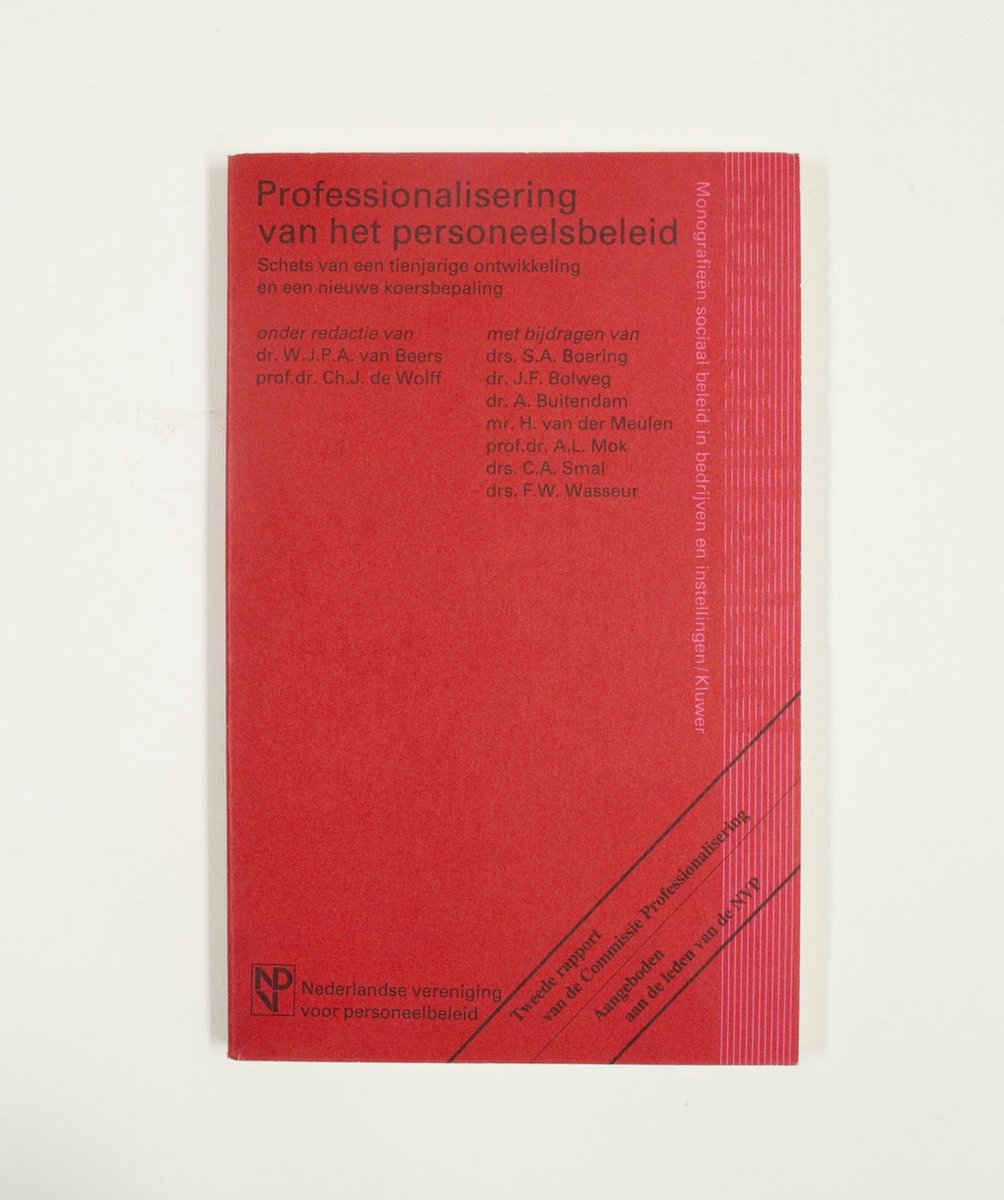 Professionalisering
van het personeelsbeleid
Schets van een tienjarige ontwikkeling
en een nieuwe koersbepaling
onder redactie van
dr. W.J.P.A. van Beers
prof.dr. Ch.J. de Wolff
met bijdragen van
drs. S.A. Boering
dr. J.F. Bolweg
dr. A. Buitendam
mr. H. van der Meulen
prof.dr. A.L. Mok
drs. C.A. Smal
drs. F.W. Wasseur
Monografieën sociaal beleid in bedrijven en instellingen/Kluwer
Tweede rapport
van de Commissie Professionalisering
Aangeboden
aan de leden van de NVP
NVP
Nederlandse vereniging
voor personeelbeleid